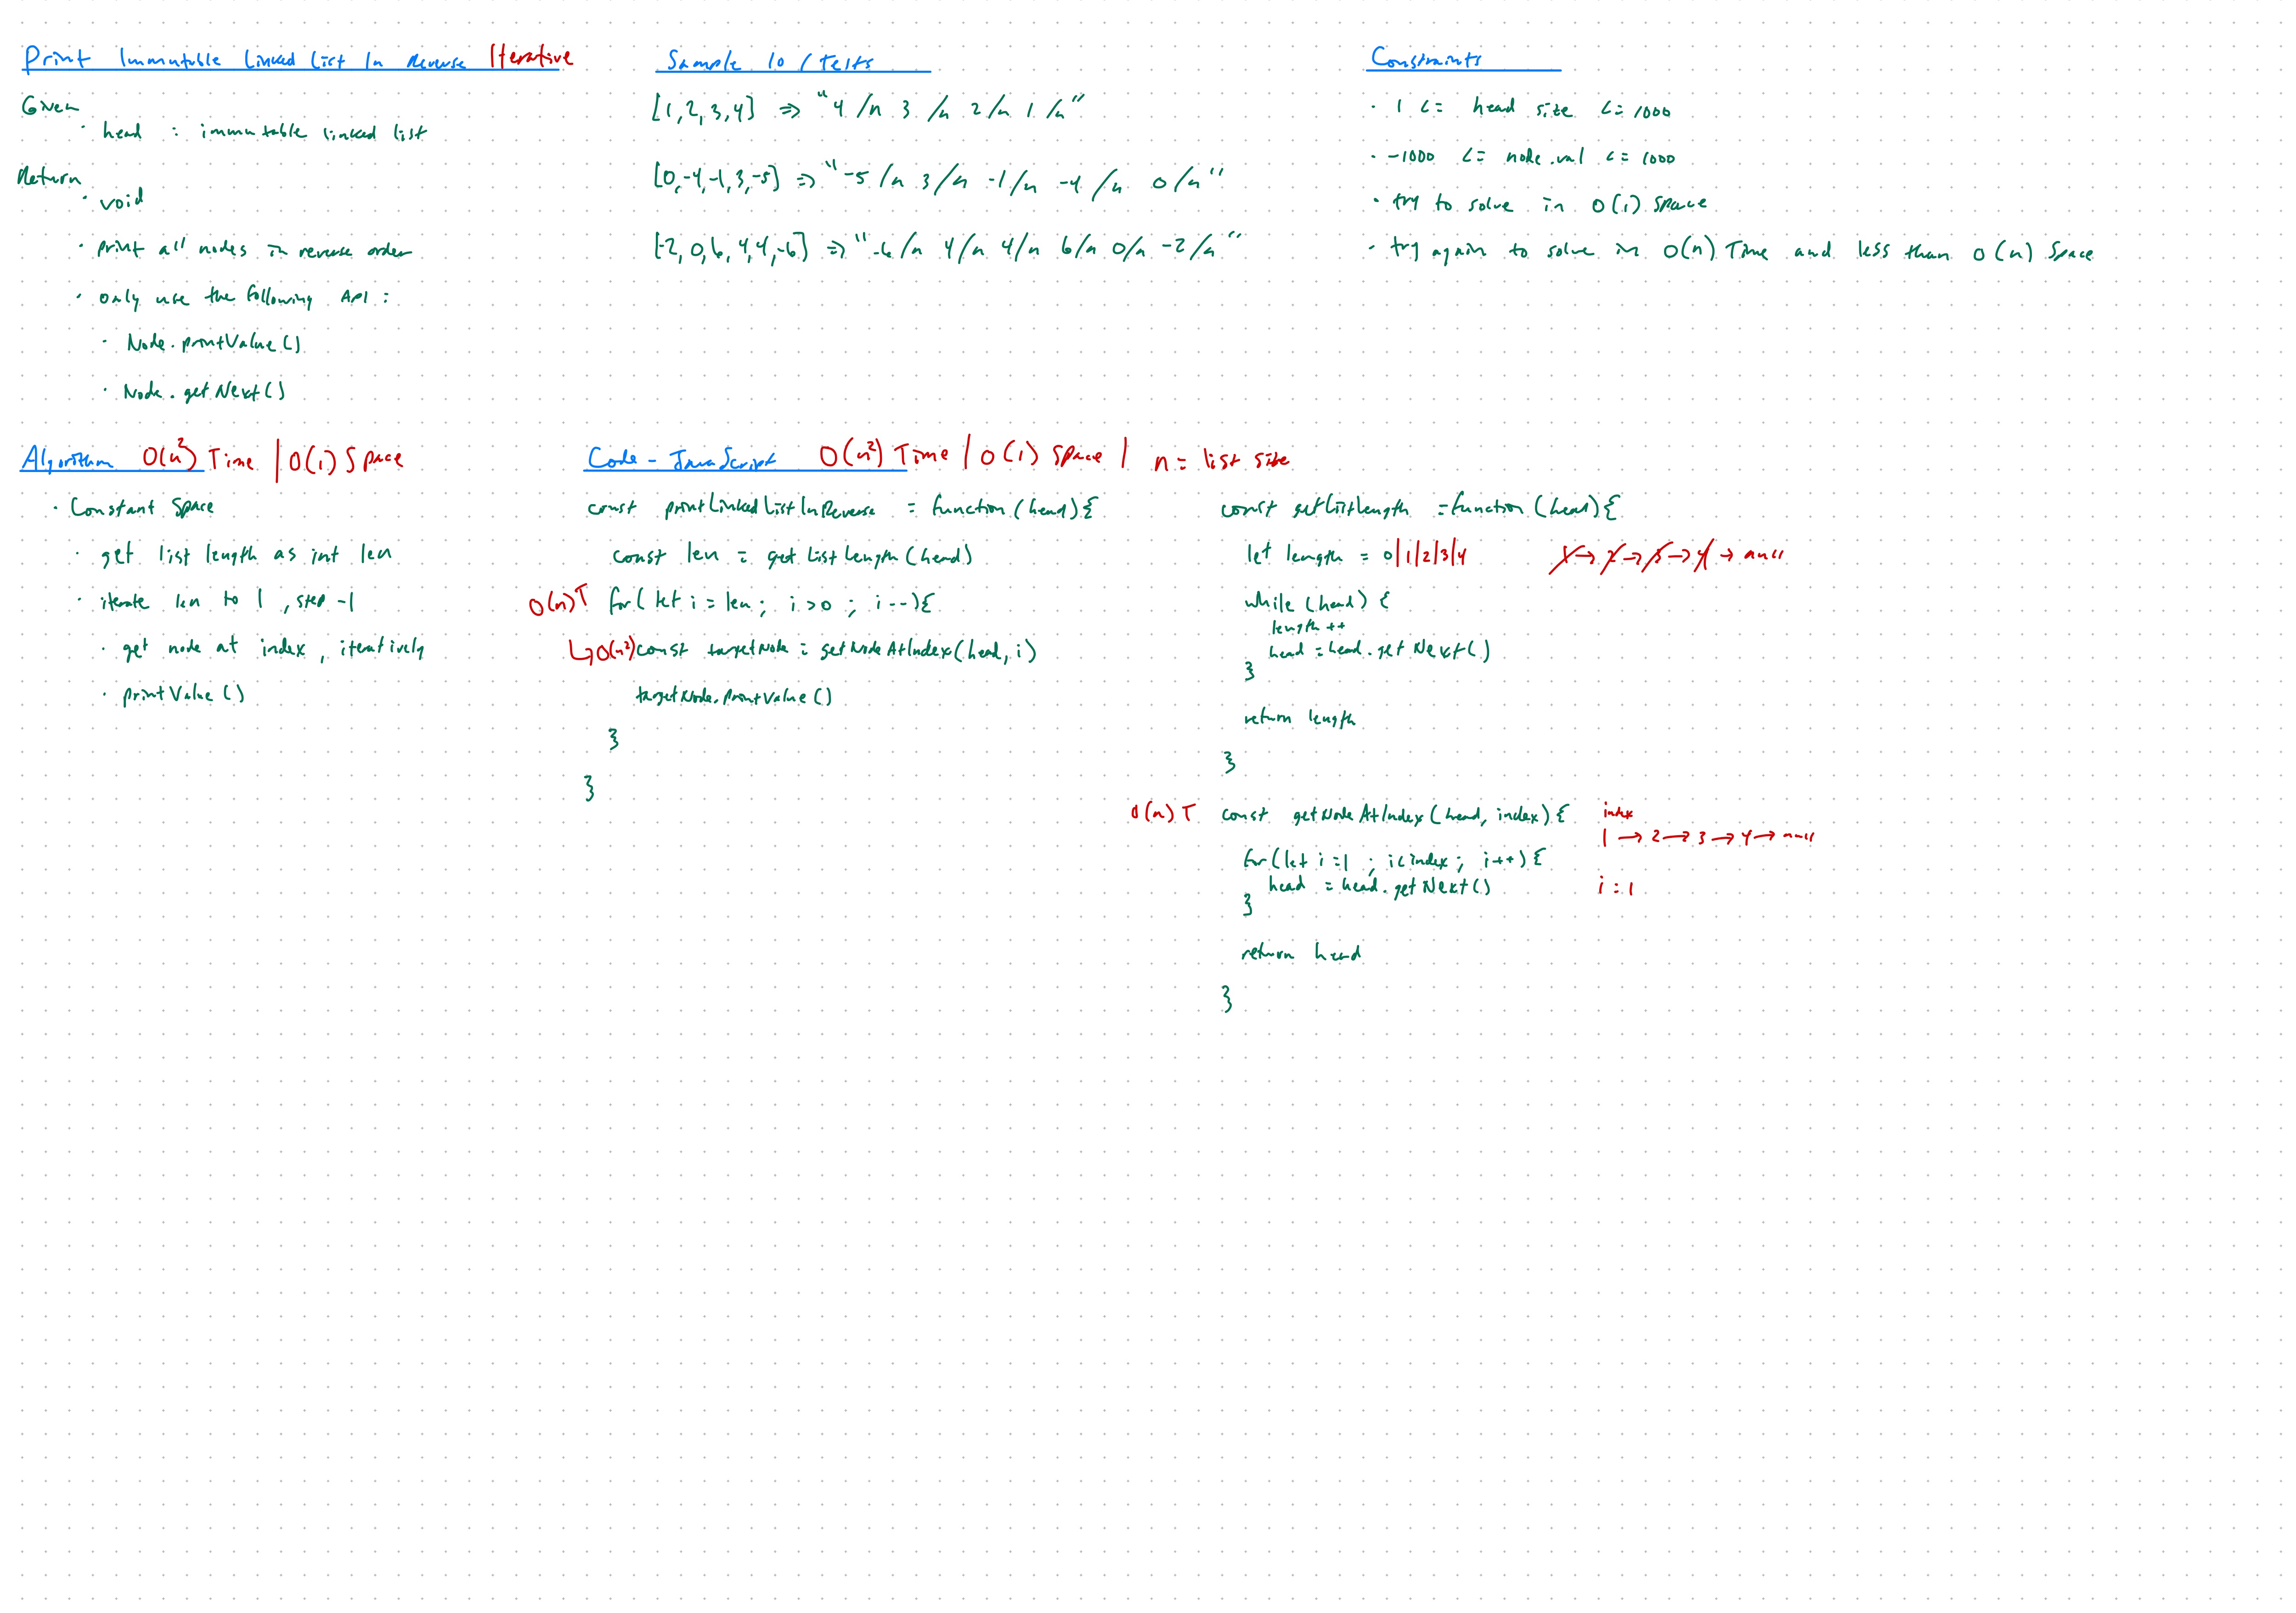 Print Immutable Linked List In Reverse Iterative
Given
· head : immutable linked list
Return
· void
· print all nodes in reverse order
· only use the following API :
· Node.printValue()
· Node.getNext()
Sample IO / Tests
[1,2,3,4] => "4 /n 3 /n 2 /n 1 /n"
[0,-4,-1,3,-5] => "-5 /n 3 /n -1 /n -4 /n 0 /n"
[-2,0,6,4,4,-6] => "-6 /n 4 /n 4 /n 6 /n 0 /n -2 /n"
Constraints
· 1 <= head size <= 1000
· -1000 <= node.val <= 1000
· try to solve in O(1) space
· try again to solve in O(n) Time and less than O(n) Space
Algorithm O(n²) Time | O(1) Space
· Constant Space
· get list length as int len
· iterate len to 1 , step -1
· get node at index , iteratively
· printValue()
Code - JavaScript O(n²) Time | O(1) Space | n = list size
const printLinkedListInReverse = function(head){
const len = getListLength(head)
O(n) T for( let i = len ; i > 0 ; i--){
↳ O(n²) const targetNode = getNodeAtIndex(head, i)
targetNode.printValue()
}
}
const getListLength = function(head){
let length = 0|1|2|3|4 1 → 2 → 3 → 4 → null
while (head) {
length ++
head = head.getNext()
}
return length
}
O(n) T const getNodeAtIndex(head, index){ index
1 → 2 → 3 → 4 → null
for(let i = 1 ; i < index ; i++){
head = head.getNext() i = 1
}
return head
}